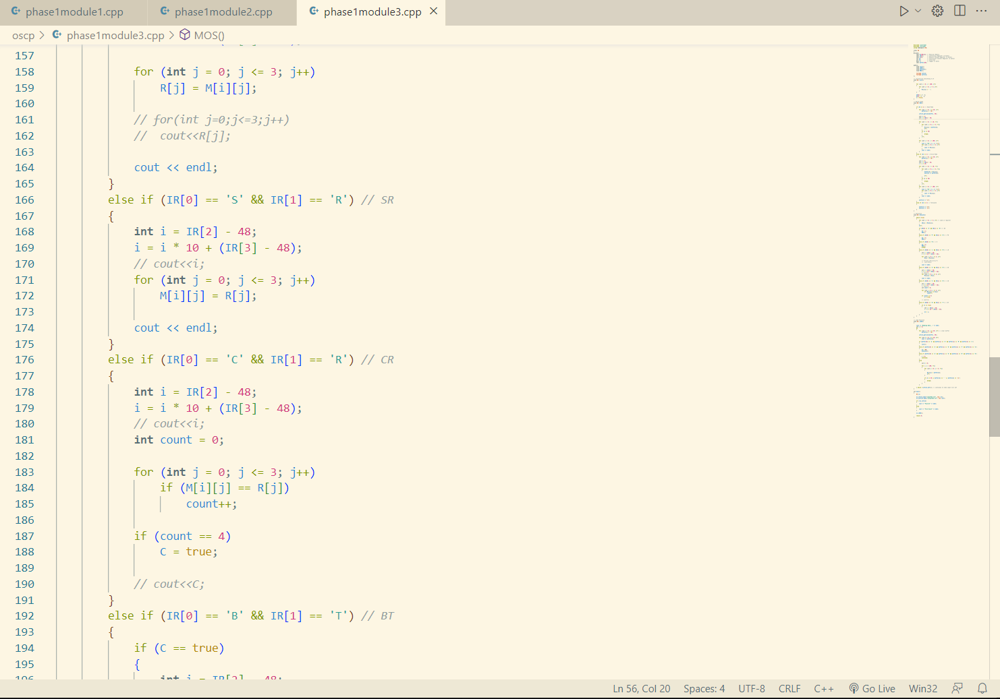 phase1module1.cpp phase1module2.cpp phase1module3.cpp
oscp > phase1module3.cpp > MOS()
157
158 for (int j = 0; j <= 3; j++)
159 R[j] = M[i][j];
160
161 // for(int j=0;j<=3;j++)
162 //  cout<<R[j];
163
164 cout << endl;
165 }
166 else if (IR[0] == 'S' && IR[1] == 'R') // SR
167 {
168 int i = IR[2] - 48;
169 i = i * 10 + (IR[3] - 48);
170 // cout<<i;
171 for (int j = 0; j <= 3; j++)
172 M[i][j] = R[j];
173
174 cout << endl;
175 }
176 else if (IR[0] == 'C' && IR[1] == 'R') // CR
177 {
178 int i = IR[2] - 48;
179 i = i * 10 + (IR[3] - 48);
180 // cout<<i;
181 int count = 0;
182
183 for (int j = 0; j <= 3; j++)
184 if (M[i][j] == R[j])
185 count++;
186
187 if (count == 4)
188 C = true;
189
190 // cout<<C;
191 }
192 else if (IR[0] == 'B' && IR[1] == 'T') // BT
193 {
194 if (C == true)
195 {
196 int i = IR[2] - 48;
Ln 56, Col 20 Spaces: 4 UTF-8 CRLF C++ Go Live Win32